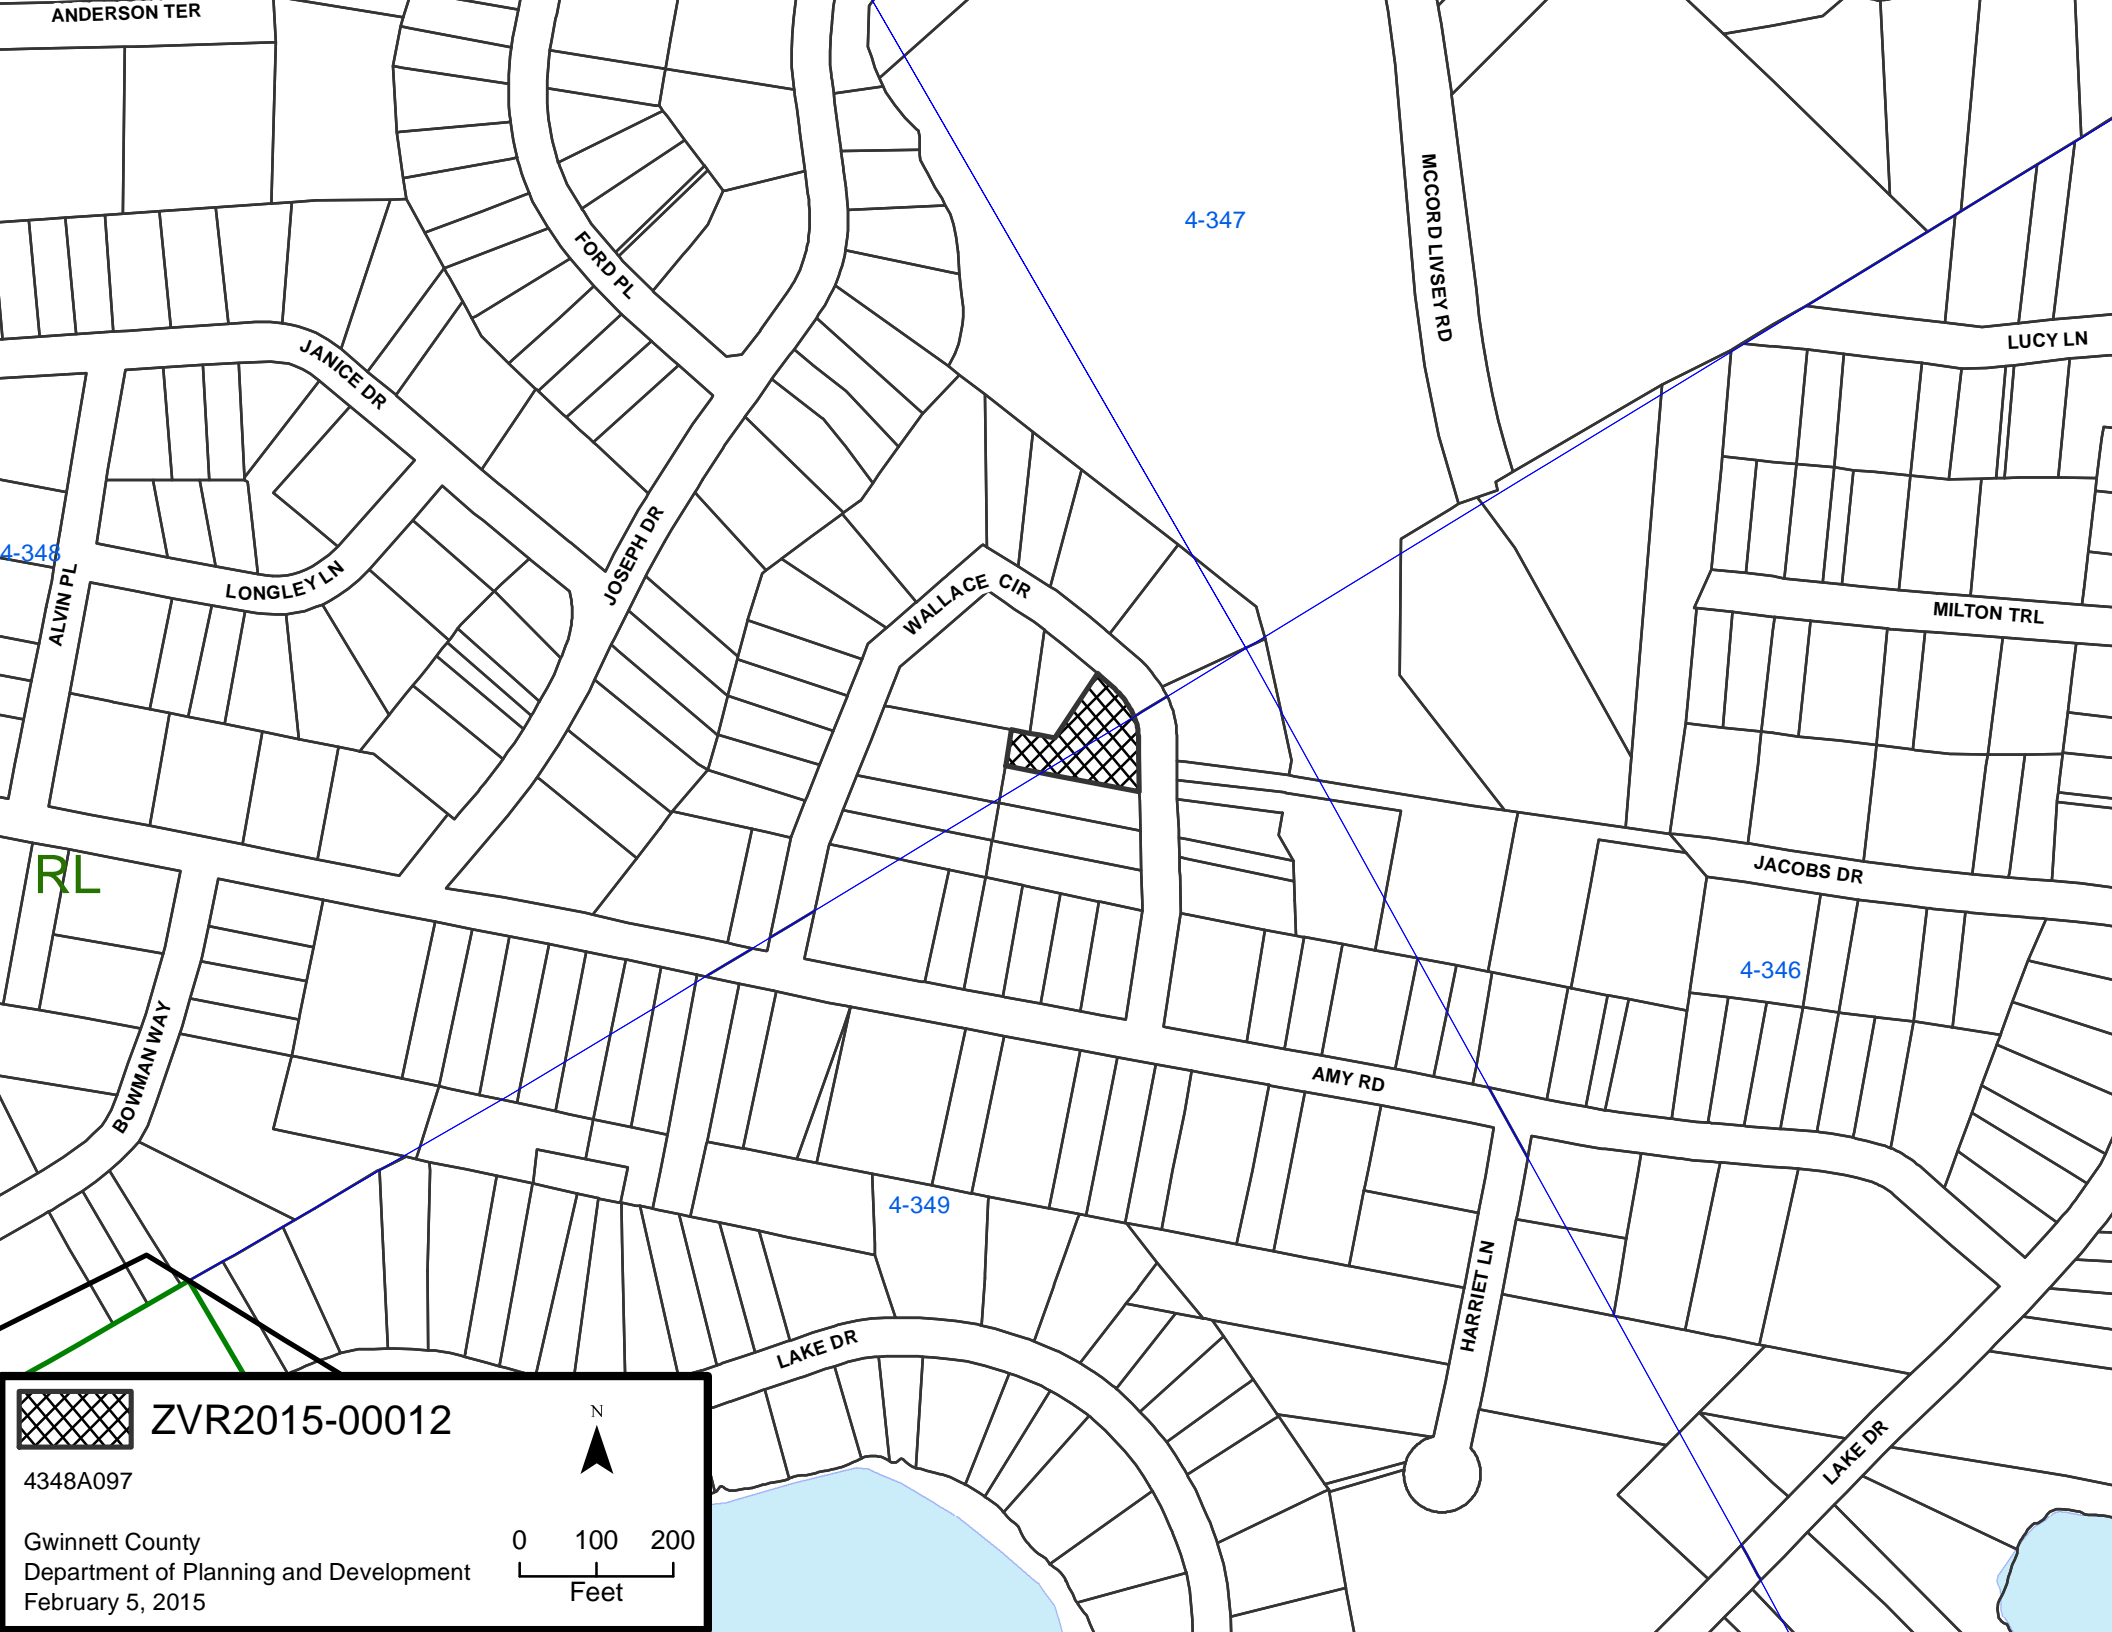 ANDERSON TER
4-347
MCCORD LIVSEY RD
FORD PL
LUCY LN
JANICE DR
4-348
JOSEPH DR
LONGLEY LN
ALVIN PL
WALLACE CIR
MILTON TRL
RL
JACOBS DR
4-346
BOWMAN WAY
AMY RD
4-349
HARRIET LN
LAKE DR
LAKE DR
ZVR2015-00012
N
4348A097
Gwinnett County
Department of Planning and Development
February 5, 2015
0 100 200
Feet